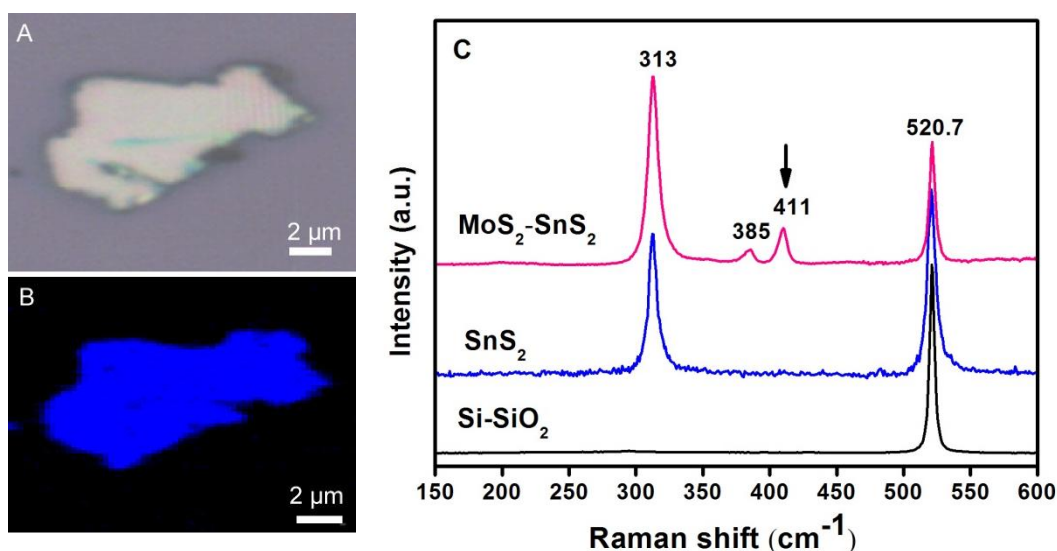 A
2 µm
B
2 µm
C
313
520.7
411
385
MoS₂-SnS₂
SnS₂
Si-SiO₂
Intensity (a.u.)
150 200 250 300 350 400 450 500 550 600
Raman shift (cm⁻¹)